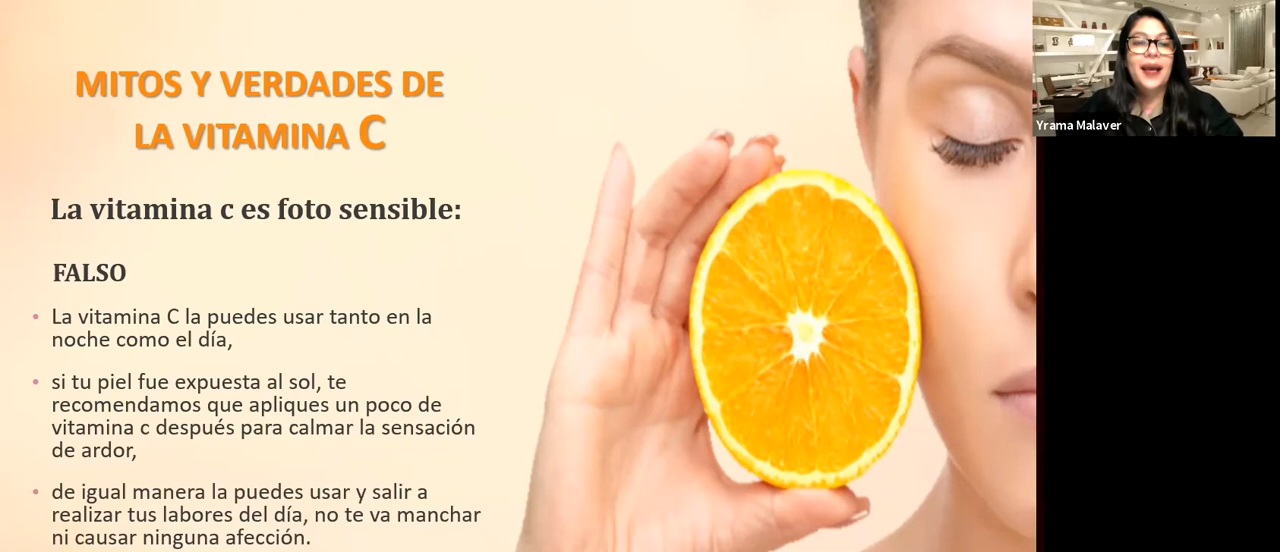 MITOS Y VERDADES DE
LA VITAMINA C
La vitamina c es foto sensible:
FALSO
• La vitamina C la puedes usar tanto en la
noche como el día,
• si tu piel fue expuesta al sol, te
recomendamos que apliques un poco de
vitamina c después para calmar la sensación
de ardor,
• de igual manera la puedes usar y salir a
realizar tus labores del día, no te va manchar
ni causar ninguna afección.
Yrama Malaver